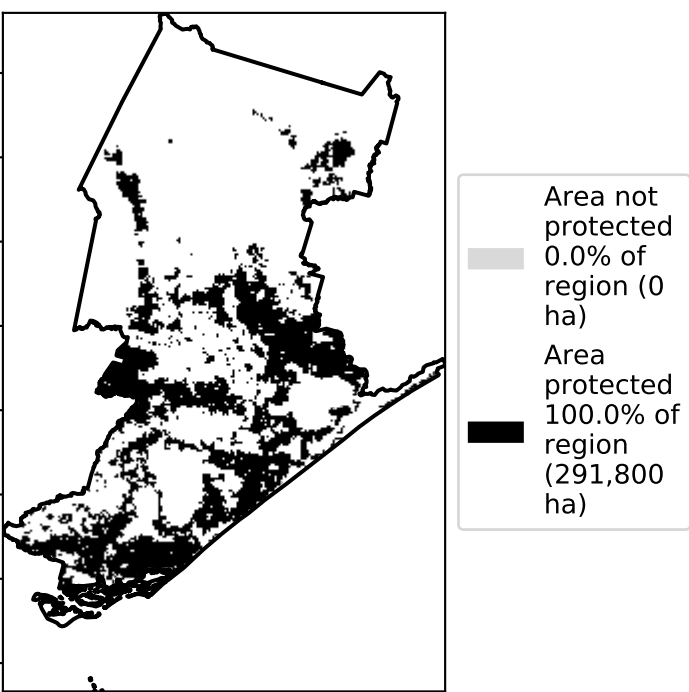 Area not
protected
0.0% of
region (0
ha)
Area
protected
100.0% of
region
(291,800
ha)